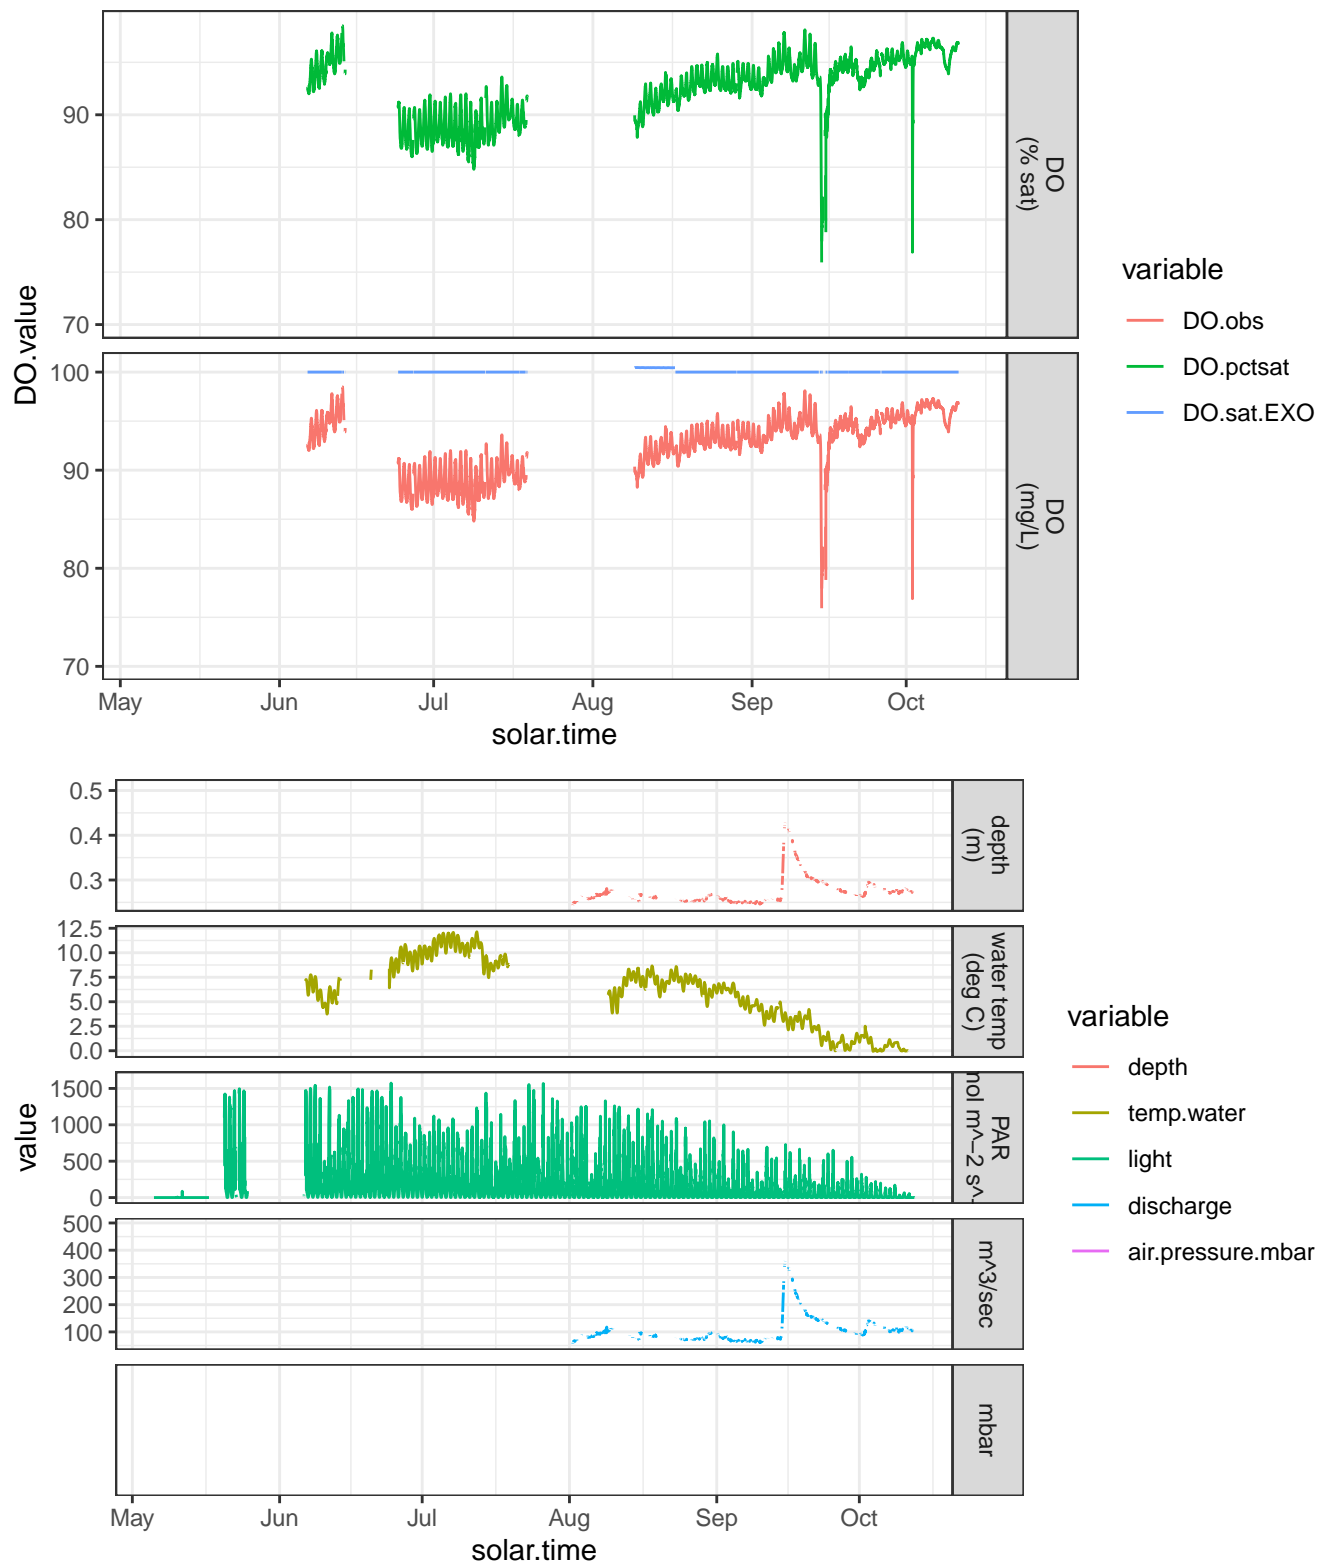 90
80
70
DO
(% sat)
100
90
80
70
DO
(mg/L)
DO.value
May Jun Jul Aug Sep Oct
solar.time
variable
DO.obs
DO.pctsat
DO.sat.EXO
0.5
0.4
0.3
depth
(m)
12.5
10.0
7.5
5.0
2.5
0.0
water temp
(deg C)
1500
1000
500
0
PAR
mol m^−2 s^
500
400
300
200
100
m^3/sec
mbar
value
May Jun Jul Aug Sep Oct
solar.time
variable
depth
temp.water
light
discharge
air.pressure.mbar